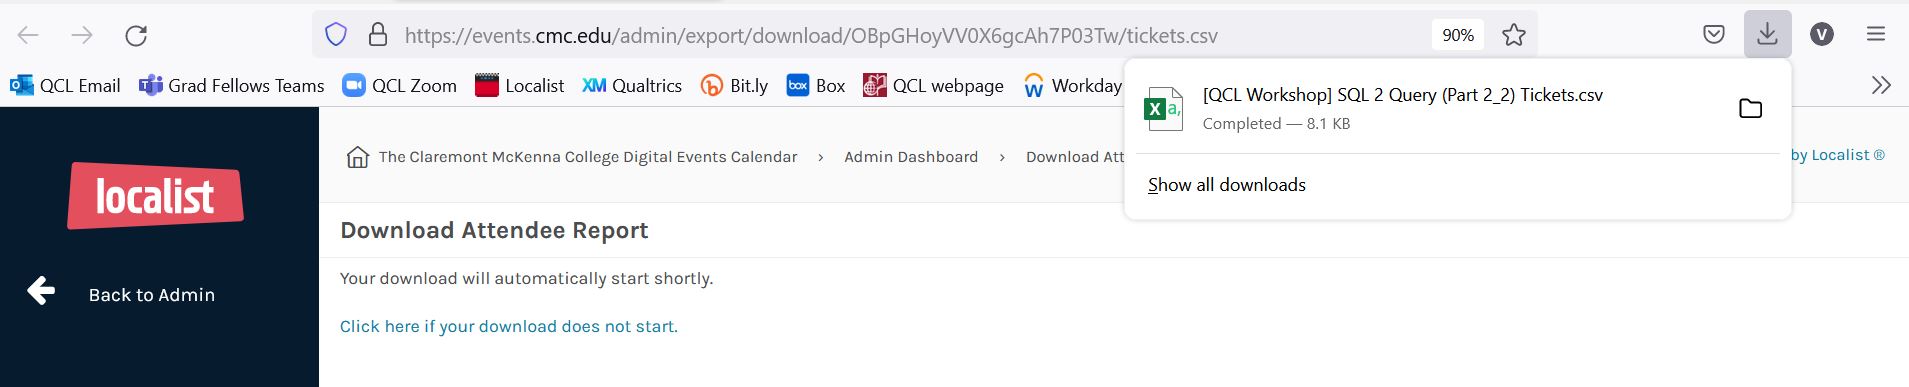 https://events.cmc.edu/admin/export/download/OBpGHoyVV0X6gcAh7P03Tw/tickets.csv
90%
V
QCL Email
Grad Fellows Teams
QCL Zoom
Localist
XM Qualtrics
Bit.ly
box Box
QCL webpage
Workday
[QCL Workshop] SQL 2 Query (Part 2_2) Tickets.csv
Completed — 8.1 KB
Show all downloads
localist
Back to Admin
The Claremont McKenna College Digital Events Calendar › Admin Dashboard › Download Att
by Localist ®
Download Attendee Report
Your download will automatically start shortly.
Click here if your download does not start.